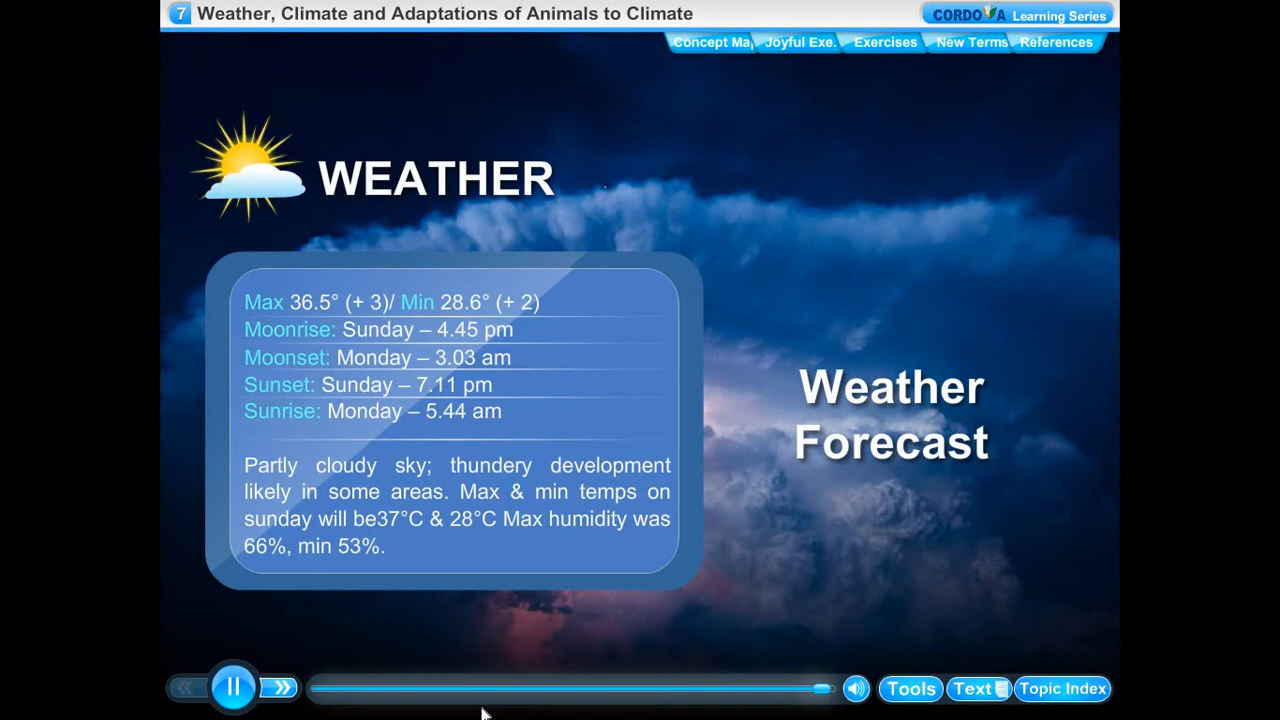 7 Weather, Climate and Adaptations of Animals to Climate
CORDOVA Learning Series
Concept Ma
Joyful Exe.
Exercises
New Terms
References
WEATHER
Max 36.5° (+ 3)/ Min 28.6° (+ 2)
Moonrise: Sunday – 4.45 pm
Moonset: Monday – 3.03 am
Sunset: Sunday – 7.11 pm
Sunrise: Monday – 5.44 am
Partly cloudy sky; thundery development
likely in some areas. Max & min temps on
sunday will be37°C & 28°C Max humidity was
66%, min 53%.
Weather
Forecast
Tools
Text
Topic Index